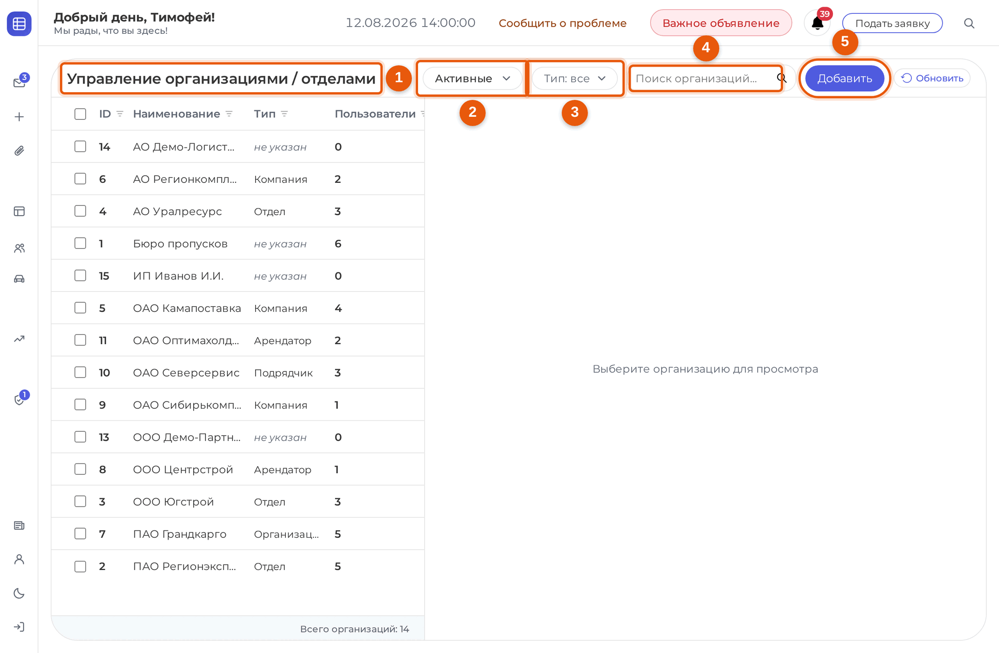 Добрый день, Тимофей!
Мы рады, что вы здесь!
12.08.2026 14:00:00
Сообщить о проблеме
Важное объявление
39
Подать заявку
4
5
3
Управление организациями / отделами
1
Активные
Тип: все
Поиск организаций...
Добавить
Обновить
2
3
ID Наименование Тип Пользователи
14 АО Демо-Логист... не указан 0
6 АО Регионкомпл... Компания 2
4 АО Уралресурс Отдел 3
1 Бюро пропусков не указан 6
15 ИП Иванов И.И. не указан 0
5 ОАО Камапоставка Компания 4
11 ОАО Оптимахолд... Арендатор 2
10 ОАО Северсервис Подрядчик 3
9 ОАО Сибирькомп... Компания 1
13 ООО Демо-Партн... не указан 0
8 ООО Центрстрой Арендатор 1
3 ООО Югстрой Отдел 3
7 ПАО Грандкарго Организац... 5
2 ПАО Регионэксп... Отдел 5
Выберите организацию для просмотра
1
Всего организаций: 14